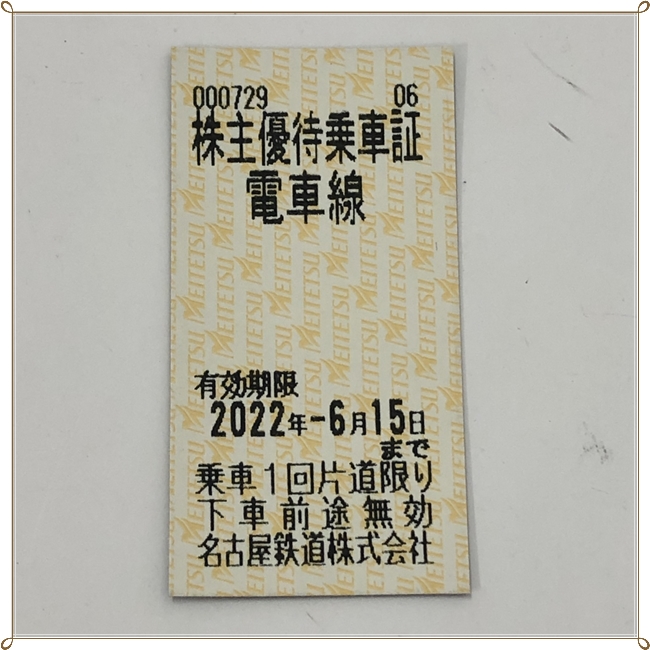 000729 06
株主優待乗車証
電車線
有効期限
2022年-6月15日
まで
乗車1回片道限り
下車前途無効
名古屋鉄道株式会社
MEITETSU